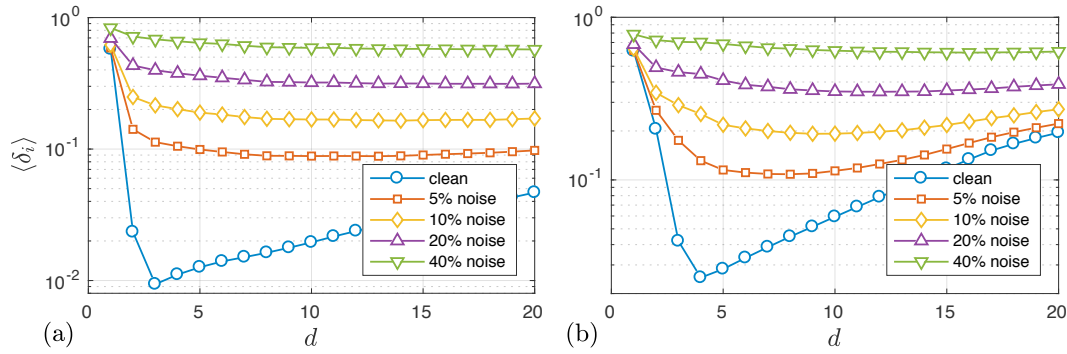 10^0
10^{-1}
10^{-2}
⟨δ_i⟩
0 5 10 15 20
d
(a)
clean
5% noise
10% noise
20% noise
40% noise
10^0
10^{-1}
0 5 10 15 20
d
(b)
clean
5% noise
10% noise
20% noise
40% noise